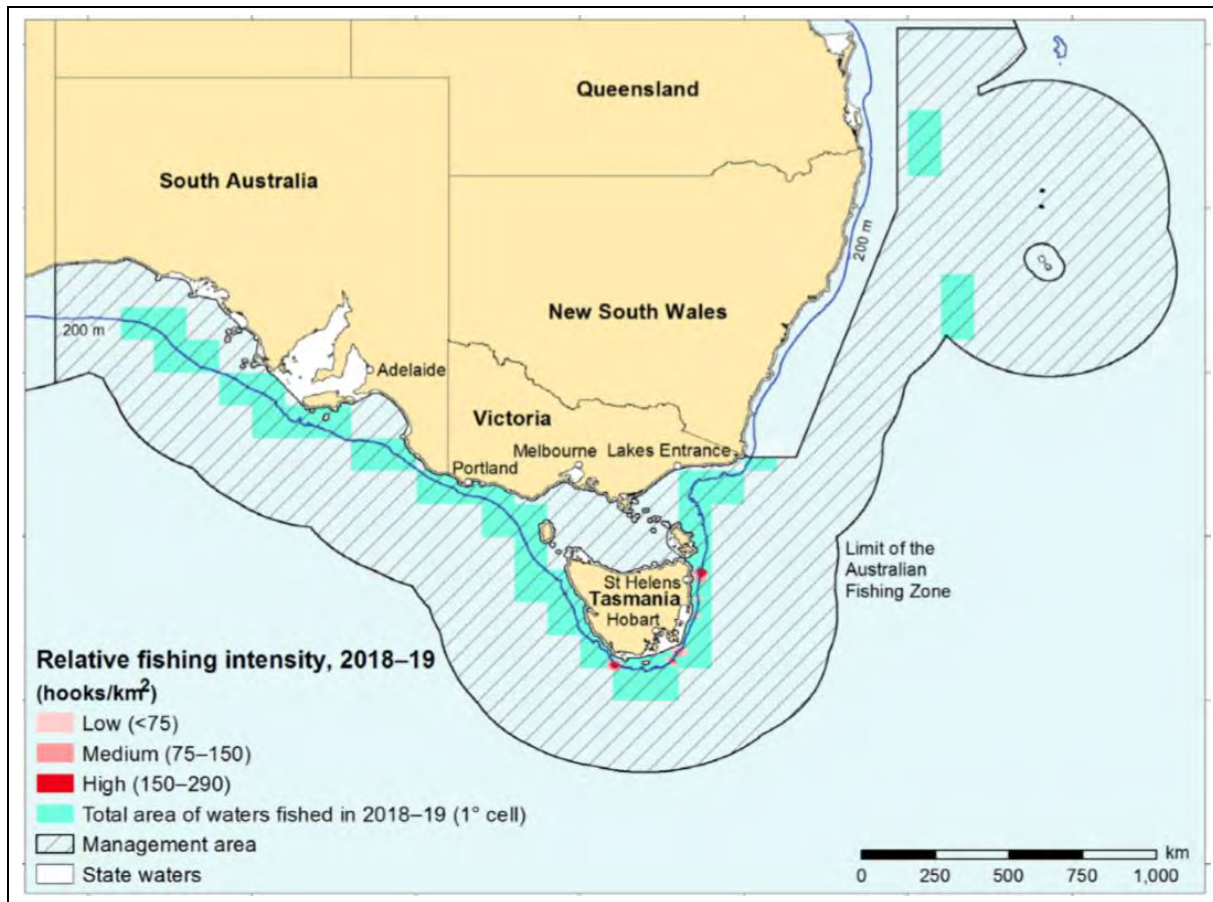 Queensland
South Australia
200 m
New South Wales
200 m
Adelaide
Victoria
Melbourne
Lakes Entrance
Portland
Limit of the
Australian
Fishing Zone
St Helens
Tasmania
Hobart
Relative fishing intensity, 2018–19
(hooks/km²)
Low (<75)
Medium (75–150)
High (150–290)
Total area of waters fished in 2018–19 (1° cell)
Management area
State waters
km
0 250 500 750 1,000